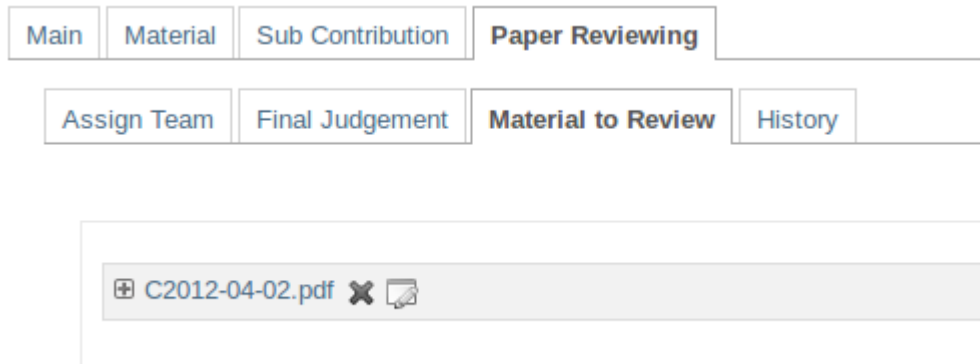 Main Material Sub Contribution Paper Reviewing
Assign Team Final Judgement Material to Review History
C2012-04-02.pdf